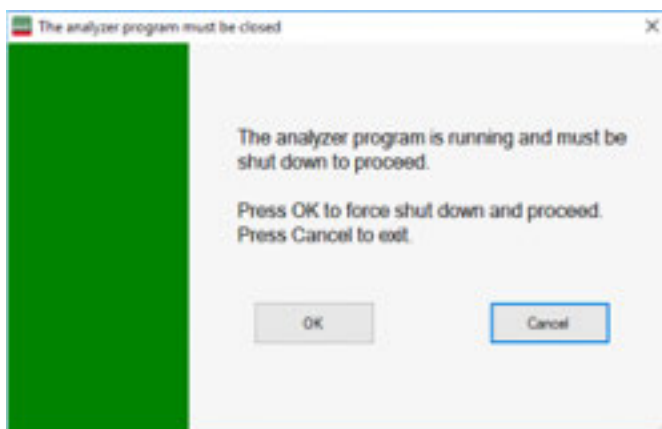 The analyzer program must be closed
The analyzer program is running and must be
shut down to proceed.
Press OK to force shut down and proceed.
Press Cancel to exit.
OK
Cancel